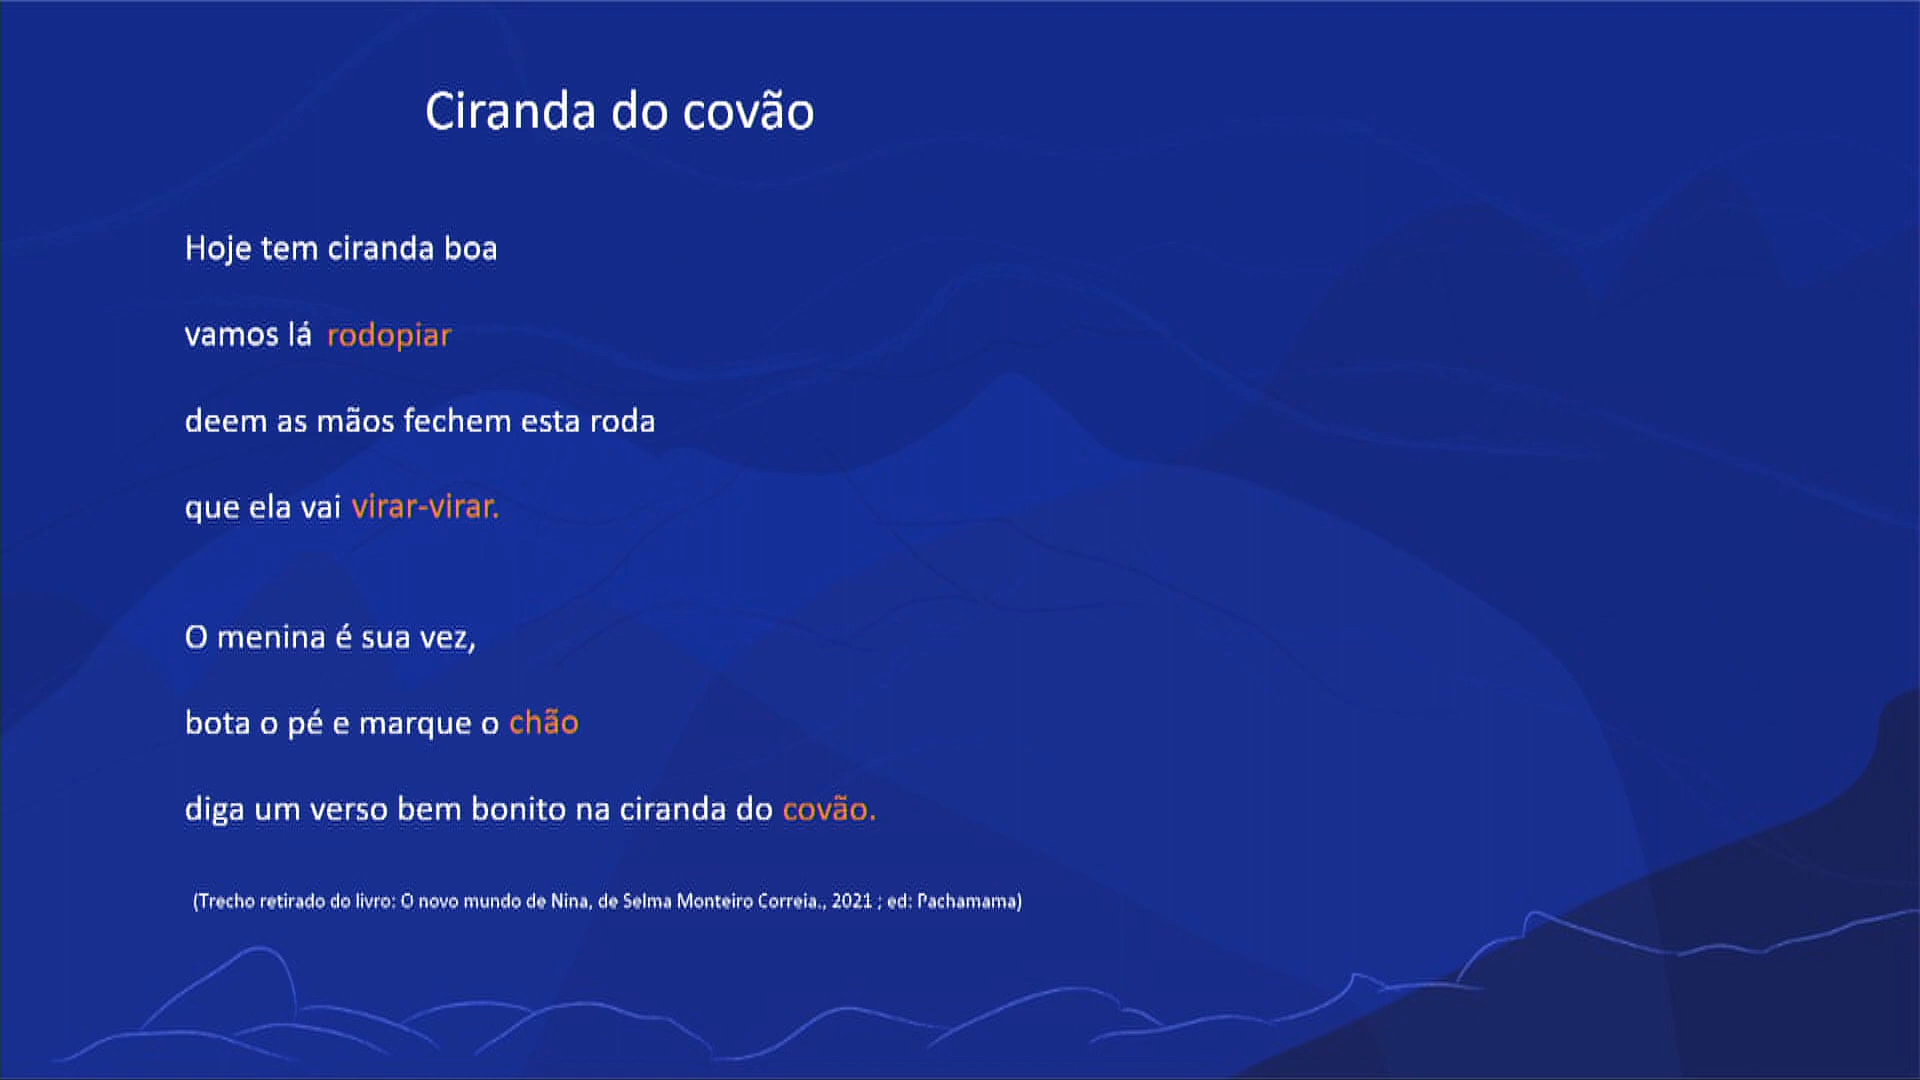 Ciranda do covão
Hoje tem ciranda boa
vamos lá rodopiar
deem as mãos fechem esta roda
que ela vai virar-virar.
O menina é sua vez,
bota o pé e marque o chão
diga um verso bem bonito na ciranda do covão.
(Trecho retirado do livro: O novo mundo de Nina, de Selma Monteiro Correia., 2021 ; ed: Pachamama)